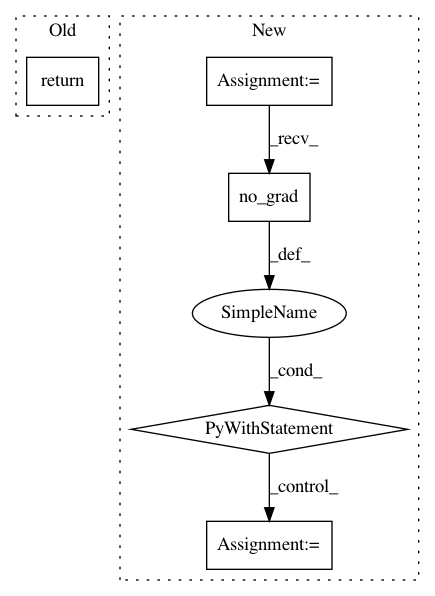 Old
New
return
Assignment:=
_recv_
no_grad
_def_
SimpleName
_cond_
PyWithStatement
_control_
Assignment:=